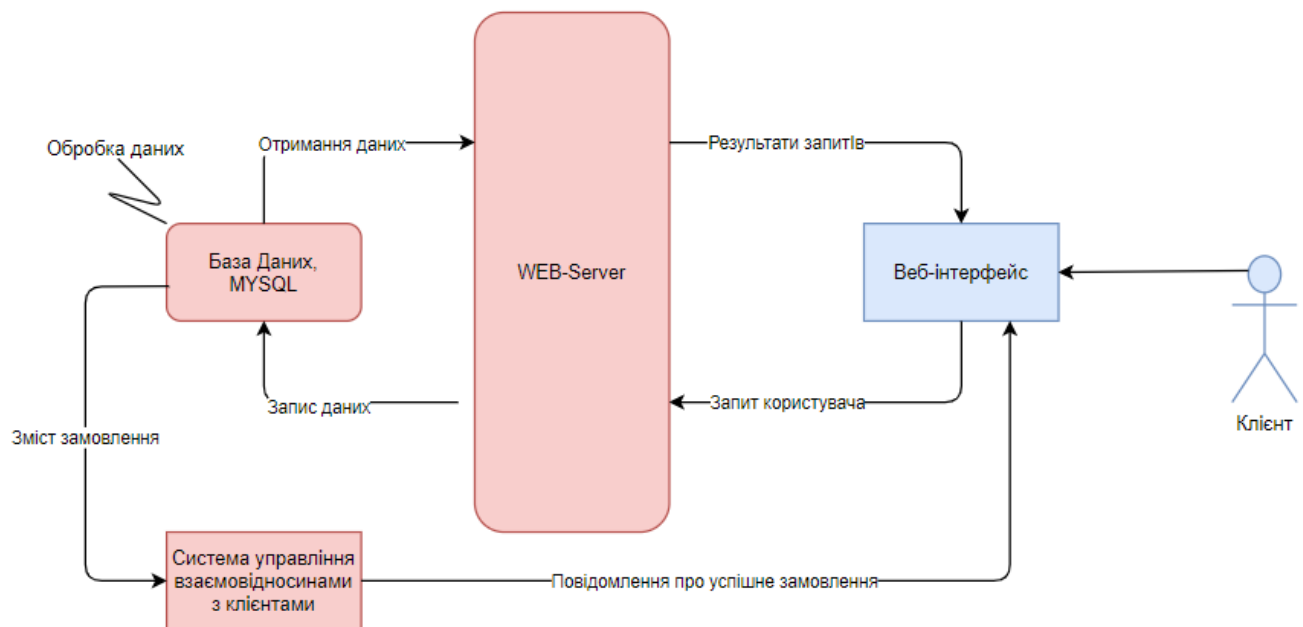 Отримання даних
Результати запитів
Обробка даних
База Даних,
MYSQL
WEB-Server
Веб-інтерфейс
Запис даних
Запит користувача
Клієнт
Зміст замовлення
Система управління
взаємовідносинами
з клієнтами
Повідомлення про успішне замовлення